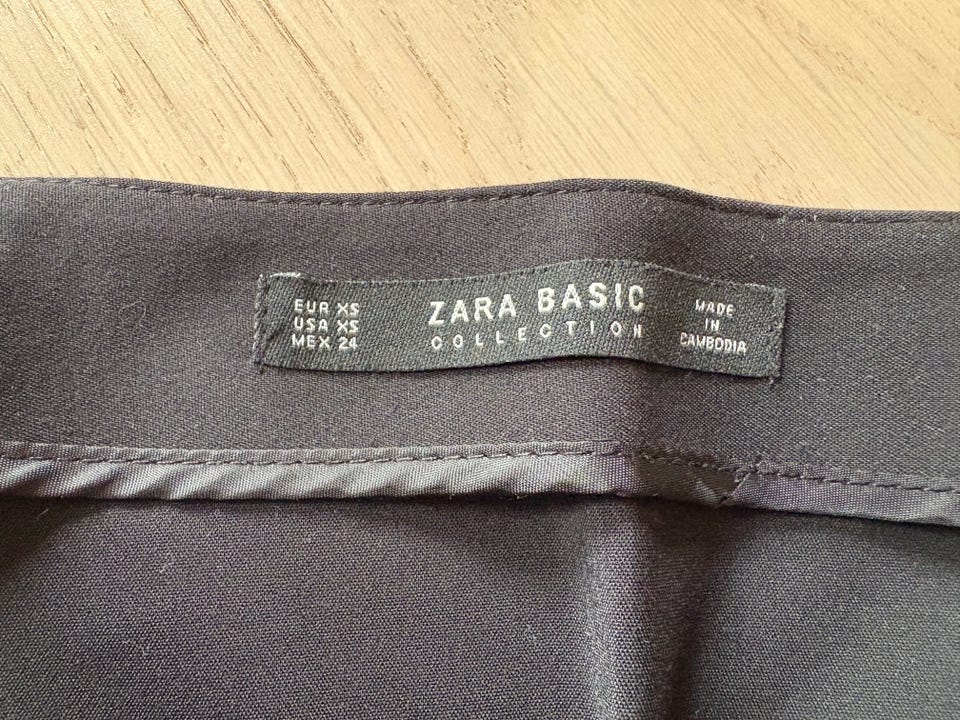 EUR XS
USA XS
MEX 24
ZARA BASIC
COLLECTION
MADE
IN
CAMBODIA